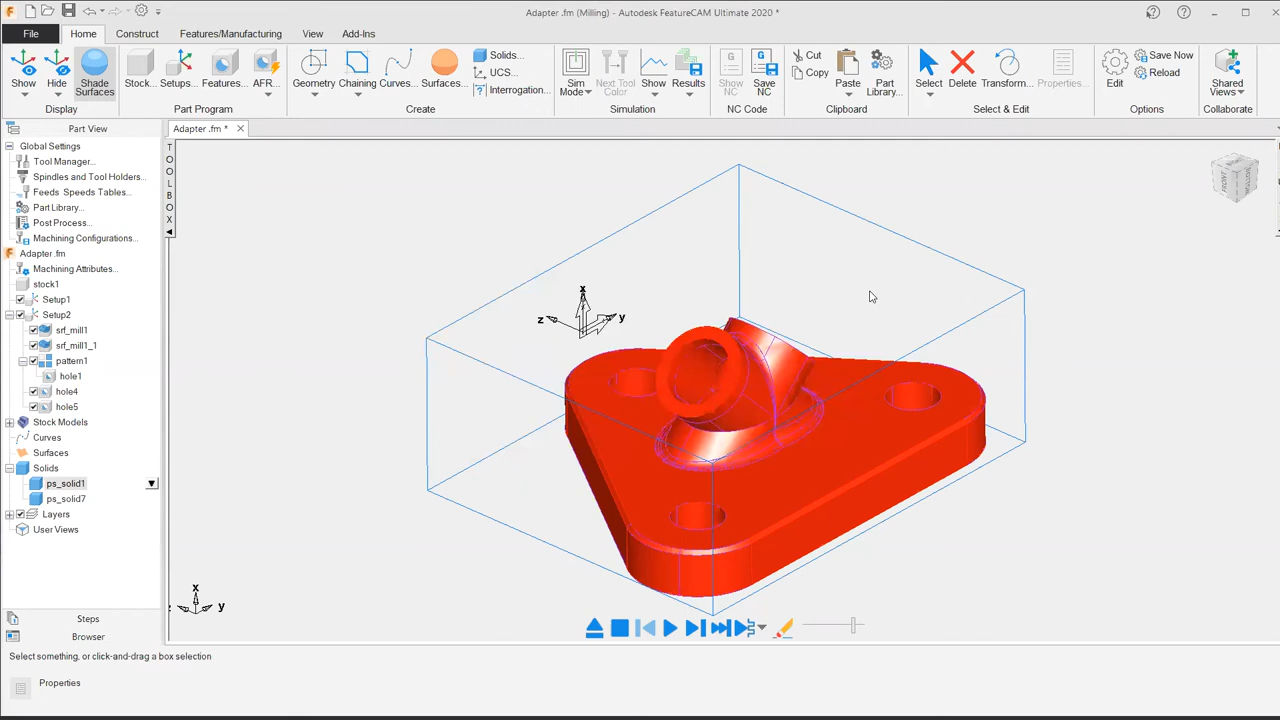 Adapter .fm (Milling) - Autodesk FeatureCAM Ultimate 2020 *
File Home Construct Features/Manufacturing View Add-Ins
Show Hide Shade Surfaces Stock... Setups... Features... AFR... Geometry Chaining Curves... Surfaces... Solids... UCS... Interrogation... Sim Mode Next Tool Color Show Results Show NC Save NC Cut Copy Paste Part Library... Select Delete Transform... Properties... Edit Save Now Reload Shared Views
Display Part Program Create Simulation NC Code Clipboard Select & Edit Options Collaborate
Part View
Adapter .fm *
TOOLBOX
Global Settings
Tool Manager...
Spindles and Tool Holders...
Feeds Speeds Tables...
Part Library...
Post Process...
Machining Configurations...
Adapter .fm
Machining Attributes...
stock1
Setup1
Setup2
srf_mill1
srf_mill1_1
pattern1
hole1
hole4
hole5
Stock Models
Curves
Surfaces
Solids
ps_solid1
ps_solid7
Layers
User Views
x
z
y
FRONT
x
y
Steps
Browser
Select something, or click-and-drag a box selection
Properties